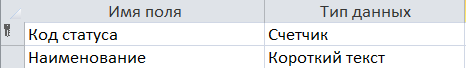 Имя поля Тип данных
Код статуса Счетчик
Наименование Короткий текст